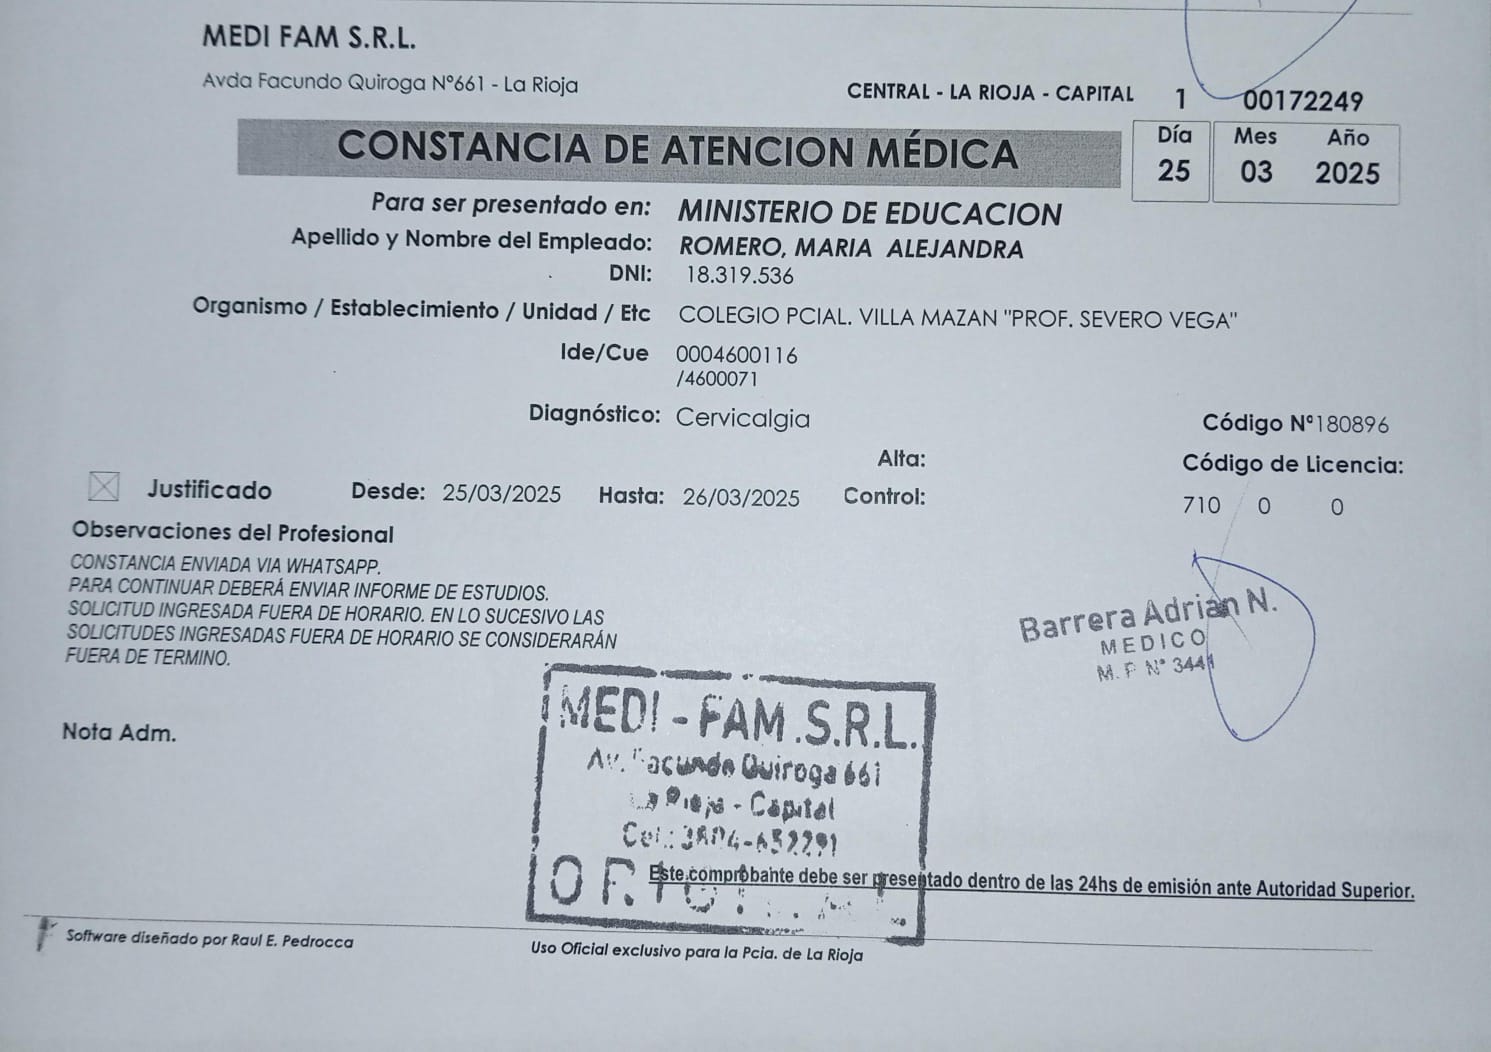 MEDI FAM S.R.L.
Avda Facundo Quiroga Nº661 - La Rioja
CENTRAL - LA RIOJA - CAPITAL 1 00172249
CONSTANCIA DE ATENCION MÉDICA
Día Mes Año
25 03 2025
Para ser presentado en: MINISTERIO DE EDUCACION
Apellido y Nombre del Empleado: ROMERO, MARIA ALEJANDRA
DNI: 18.319.536
Organismo / Establecimiento / Unidad / Etc COLEGIO PCIAL. VILLA MAZAN "PROF. SEVERO VEGA"
Ide/Cue 0004600116
/4600071
Diagnóstico: Cervicalgia
Código Nº180896
Alta:
Código de Licencia:
Justificado Desde: 25/03/2025 Hasta: 26/03/2025 Control:
710 0 0
Observaciones del Profesional
CONSTANCIA ENVIADA VIA WHATSAPP.
PARA CONTINUAR DEBERÁ ENVIAR INFORME DE ESTUDIOS.
SOLICITUD INGRESADA FUERA DE HORARIO. EN LO SUCESIVO LAS
SOLICITUDES INGRESADAS FUERA DE HORARIO SE CONSIDERARÁN
FUERA DE TERMINO.
Barrera Adrian N.
MEDICO
M.P Nº 3441
Nota Adm.
MEDI - FAM .S.R.L.
Av. Facundo Quiroga 661
La Rioja - Capital
Cel.: 3804-652291
Este comprobante debe ser presentado dentro de las 24hs de emisión ante Autoridad Superior.
Software diseñado por Raul E. Pedrocca
Uso Oficial exclusivo para la Pcia. de La Rioja